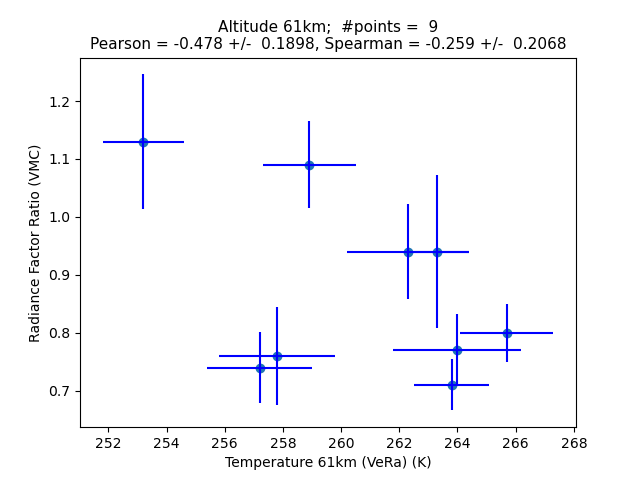 Altitude 61km;  #points =  9
Pearson = -0.478 +/-  0.1898, Spearman = -0.259 +/-  0.2068
1.2
1.1
1.0
0.9
0.8
0.7
Radiance Factor Ratio (VMC)
252 254 256 258 260 262 264 266 268
Temperature 61km (VeRa) (K)